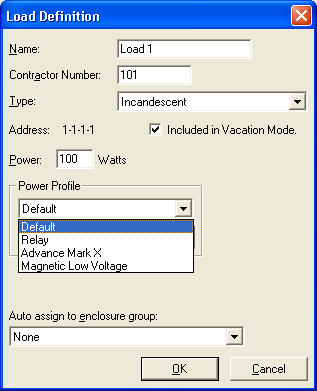 Load Definition
Name: Load 1
Contractor Number: 101
Type: Incandescent
Address: 1-1-1-1 Included in Vacation Mode.
Power: 100 Watts
Power Profile
Default
Default
Relay
Advance Mark X
Magnetic Low Voltage
Auto assign to enclosure group:
None
OK Cancel